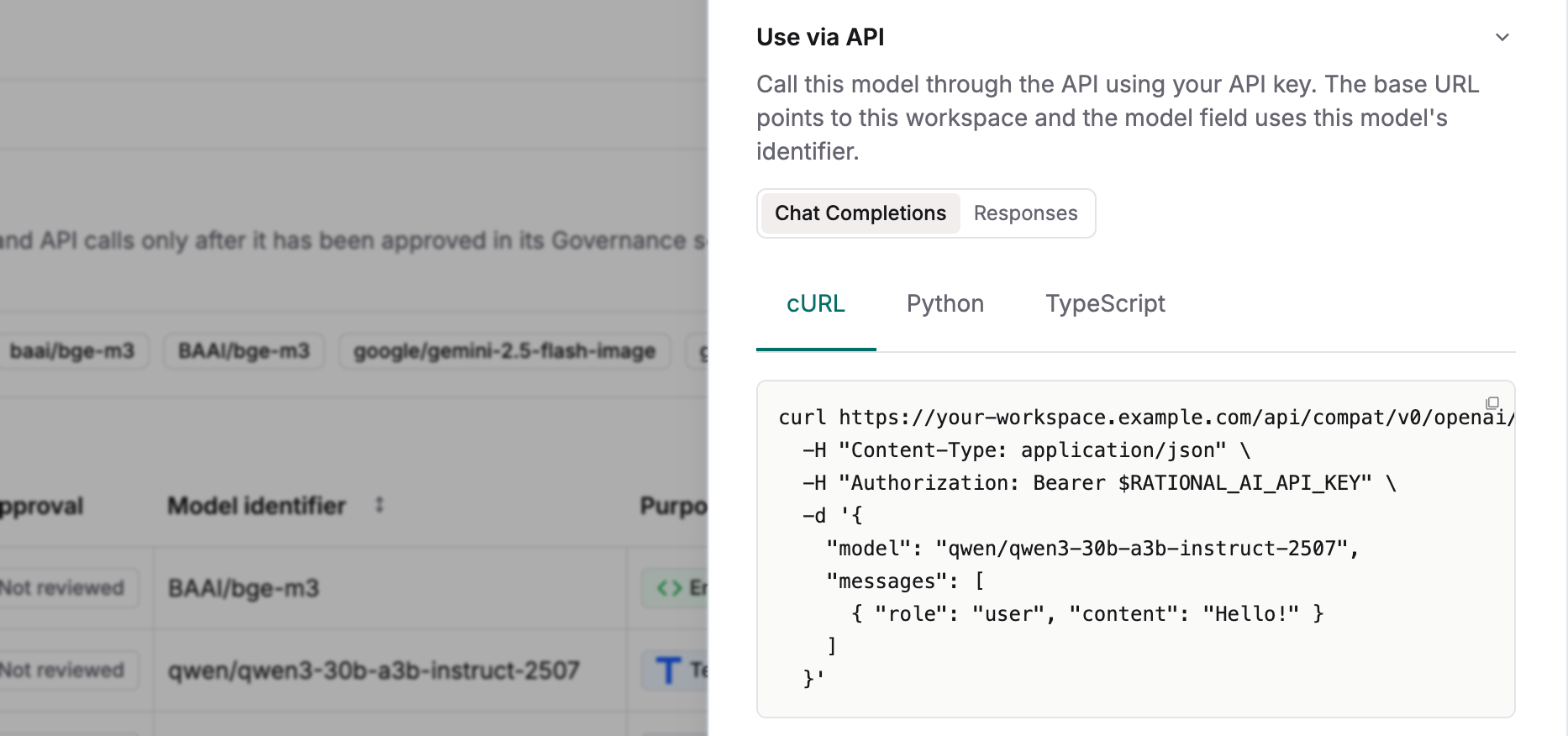 Use via API
Call this model through the API using your API key. The base URL
points to this workspace and the model field uses this model's
identifier.
Chat Completions Responses
cURL Python TypeScript
curl https://your-workspace.example.com/api/compat/v0/openai/
-H "Content-Type: application/json" \
-H "Authorization: Bearer $RATIONAL_AI_API_KEY" \
-d '{
"model": "qwen/qwen3-30b-a3b-instruct-2507",
"messages": [
{ "role": "user", "content": "Hello!" }
]
}'
and API calls only after it has been approved in its Governance
baai/bge-m3 BAAI/bge-m3 google/gemini-2.5-flash-image
Model identifier
Not reviewed BAAI/bge-m3
Not reviewed qwen/qwen3-30b-a3b-instruct-2507